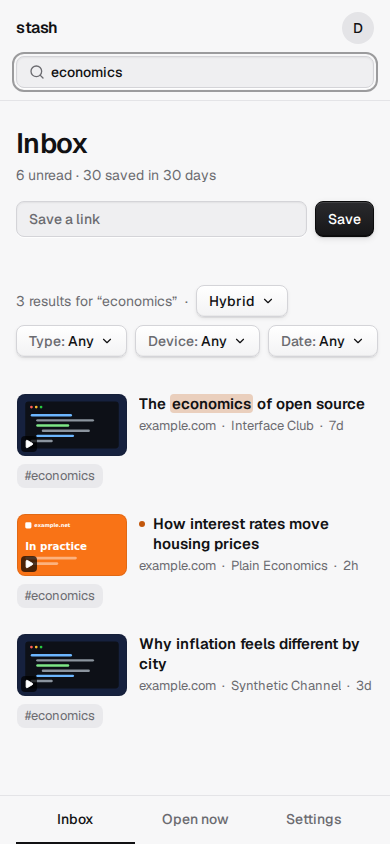 stash
D
economics
Inbox
6 unread · 30 saved in 30 days
Save a link
Save
3 results for “economics” ·
Hybrid
Type: Any
Device: Any
Date: Any
The economics of open source
example.com · Interface Club · 7d
#economics
example.net
In practice
How interest rates move
housing prices
example.com · Plain Economics · 2h
#economics
Why inflation feels different by
city
example.com · Synthetic Channel · 3d
#economics
Inbox
Open now
Settings